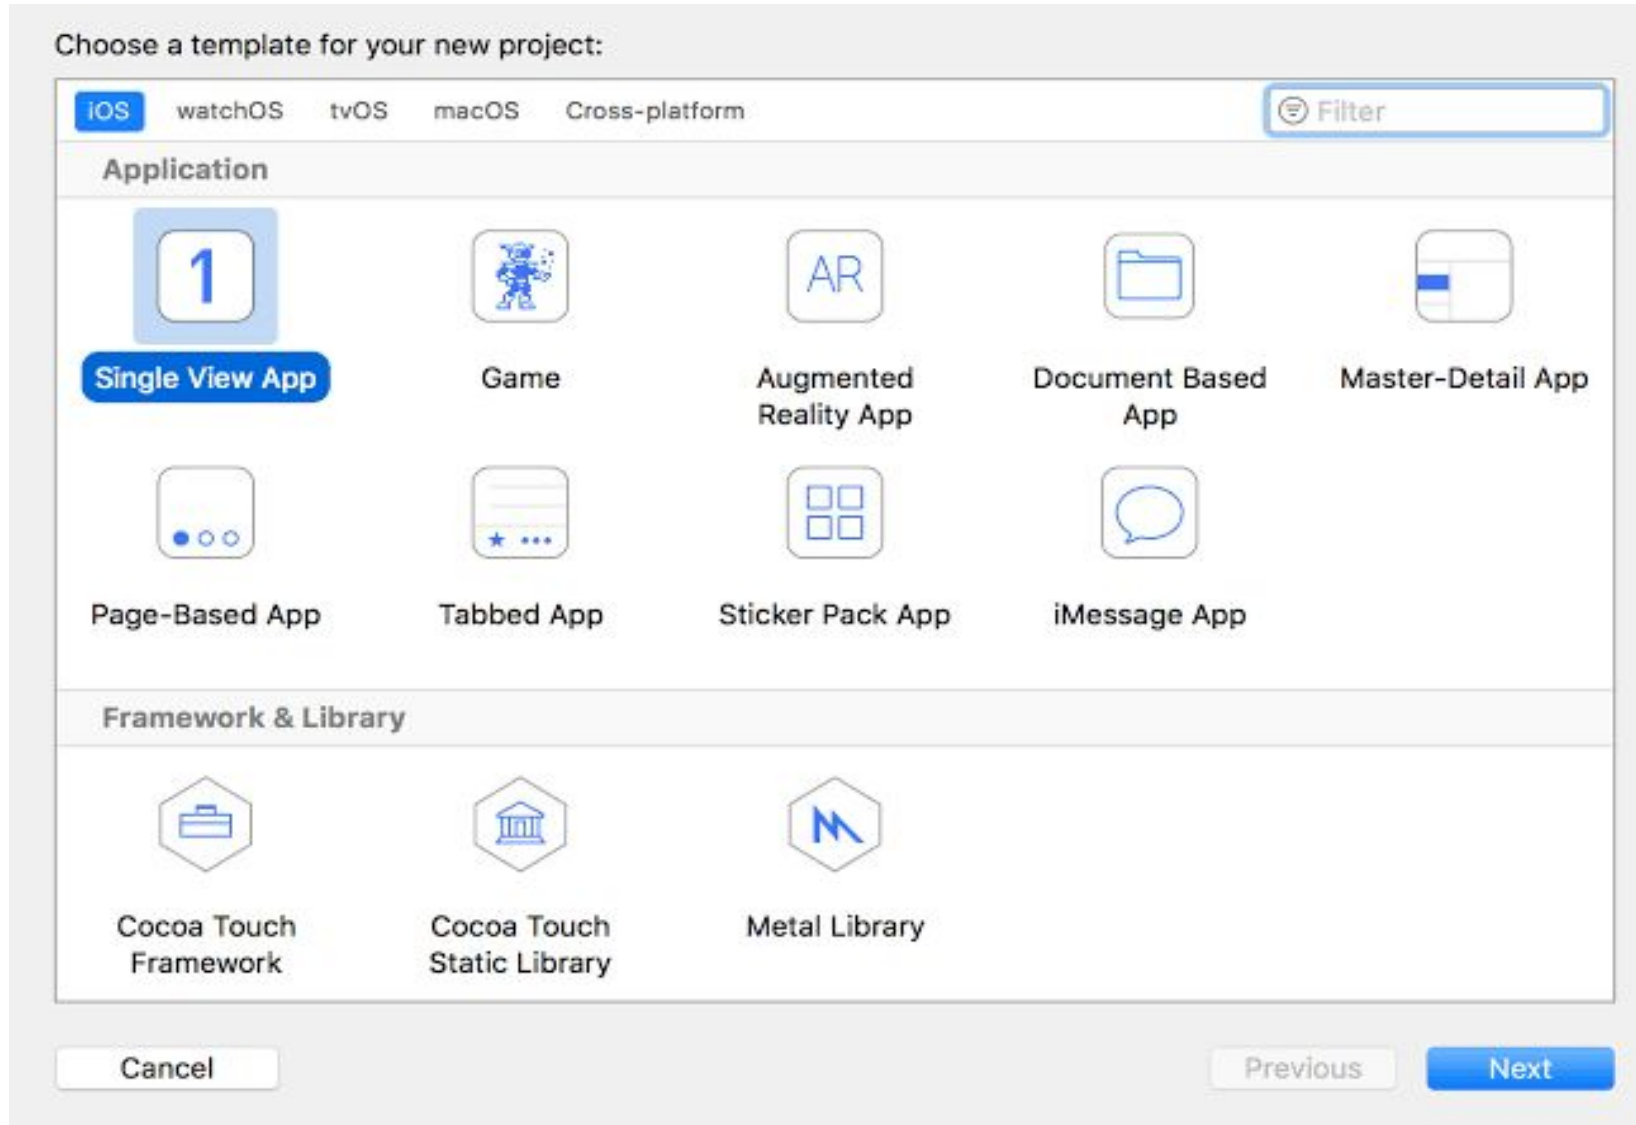 Choose a template for your new project:
iOS watchOS tvOS macOS Cross-platform Filter
Application
1 AR
Single View App Game Augmented Reality App Document Based App Master-Detail App
Page-Based App Tabbed App Sticker Pack App iMessage App
Framework & Library
Cocoa Touch Framework Cocoa Touch Static Library Metal Library
Cancel Previous Next